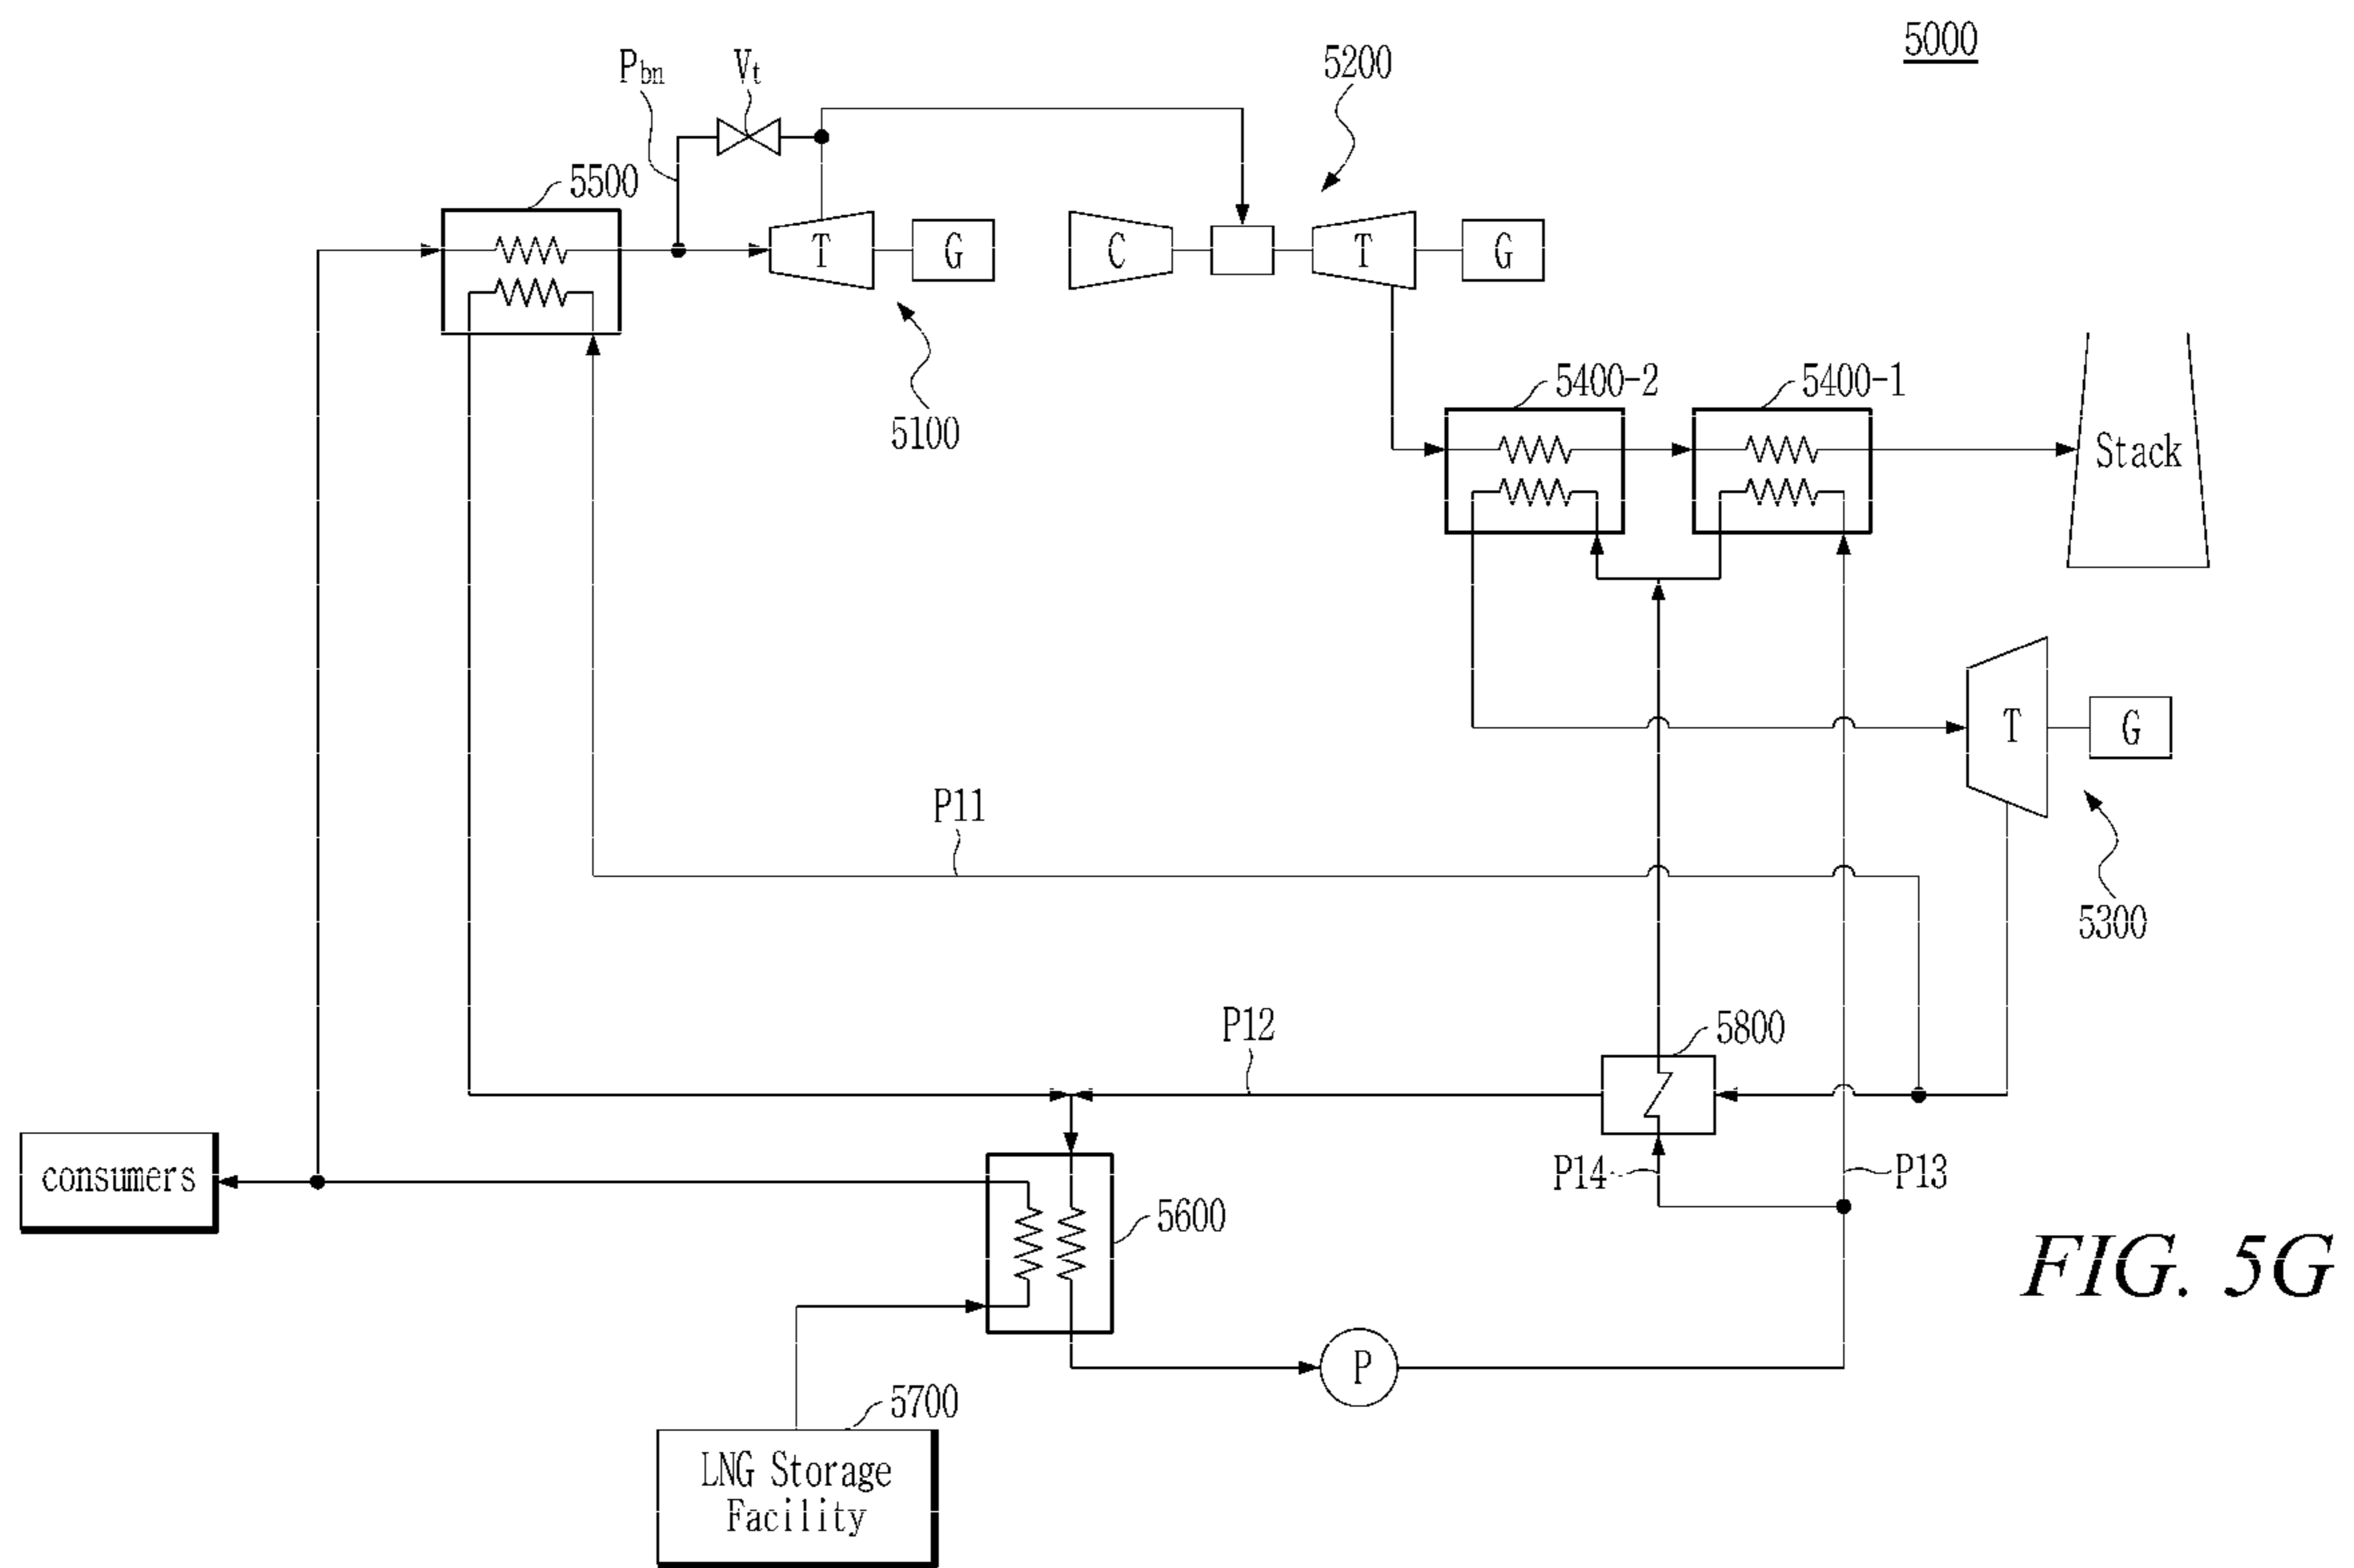 5000
5200
Pbn
Vt
5500
T
G
C
T
G
5100
5400-2
5400-1
Stack
T
G
P11
5300
P12
5800
consumers
P14
P13
5600
FIG. 5G
P
5700
LNG Storage
Facility